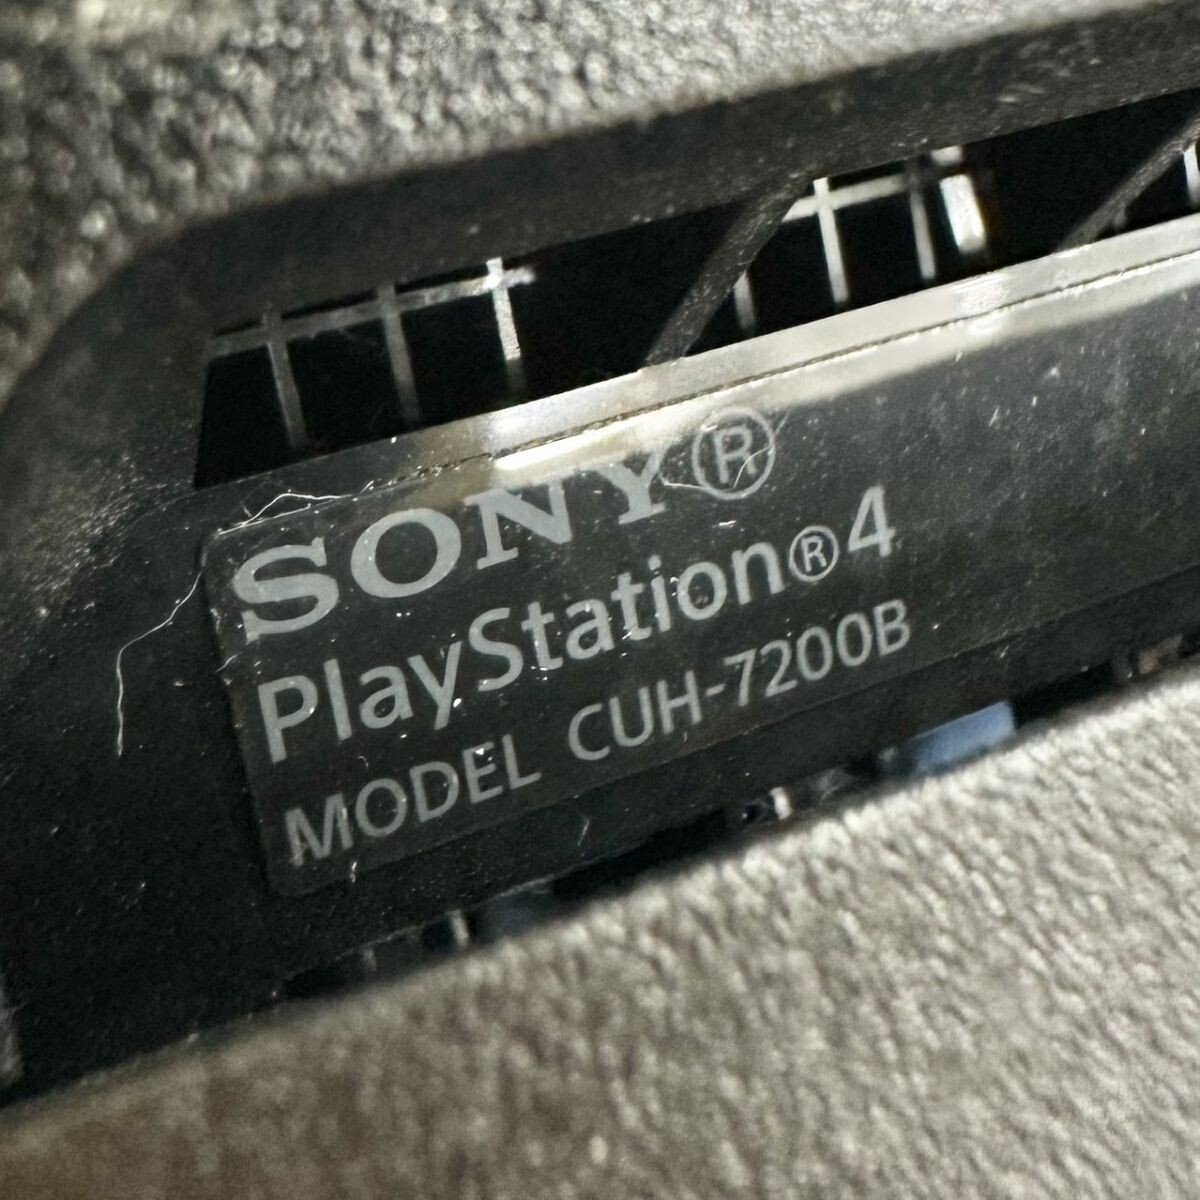 SONY®
PlayStation®4
MODEL CUH-7200B